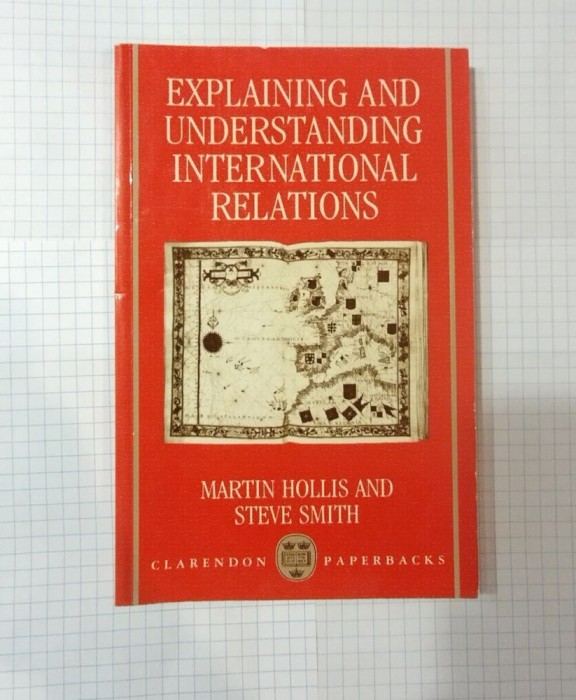 EXPLAINING AND
UNDERSTANDING
INTERNATIONAL
RELATIONS
MARTIN HOLLIS AND
STEVE SMITH
CLARENDON PAPERBACKS